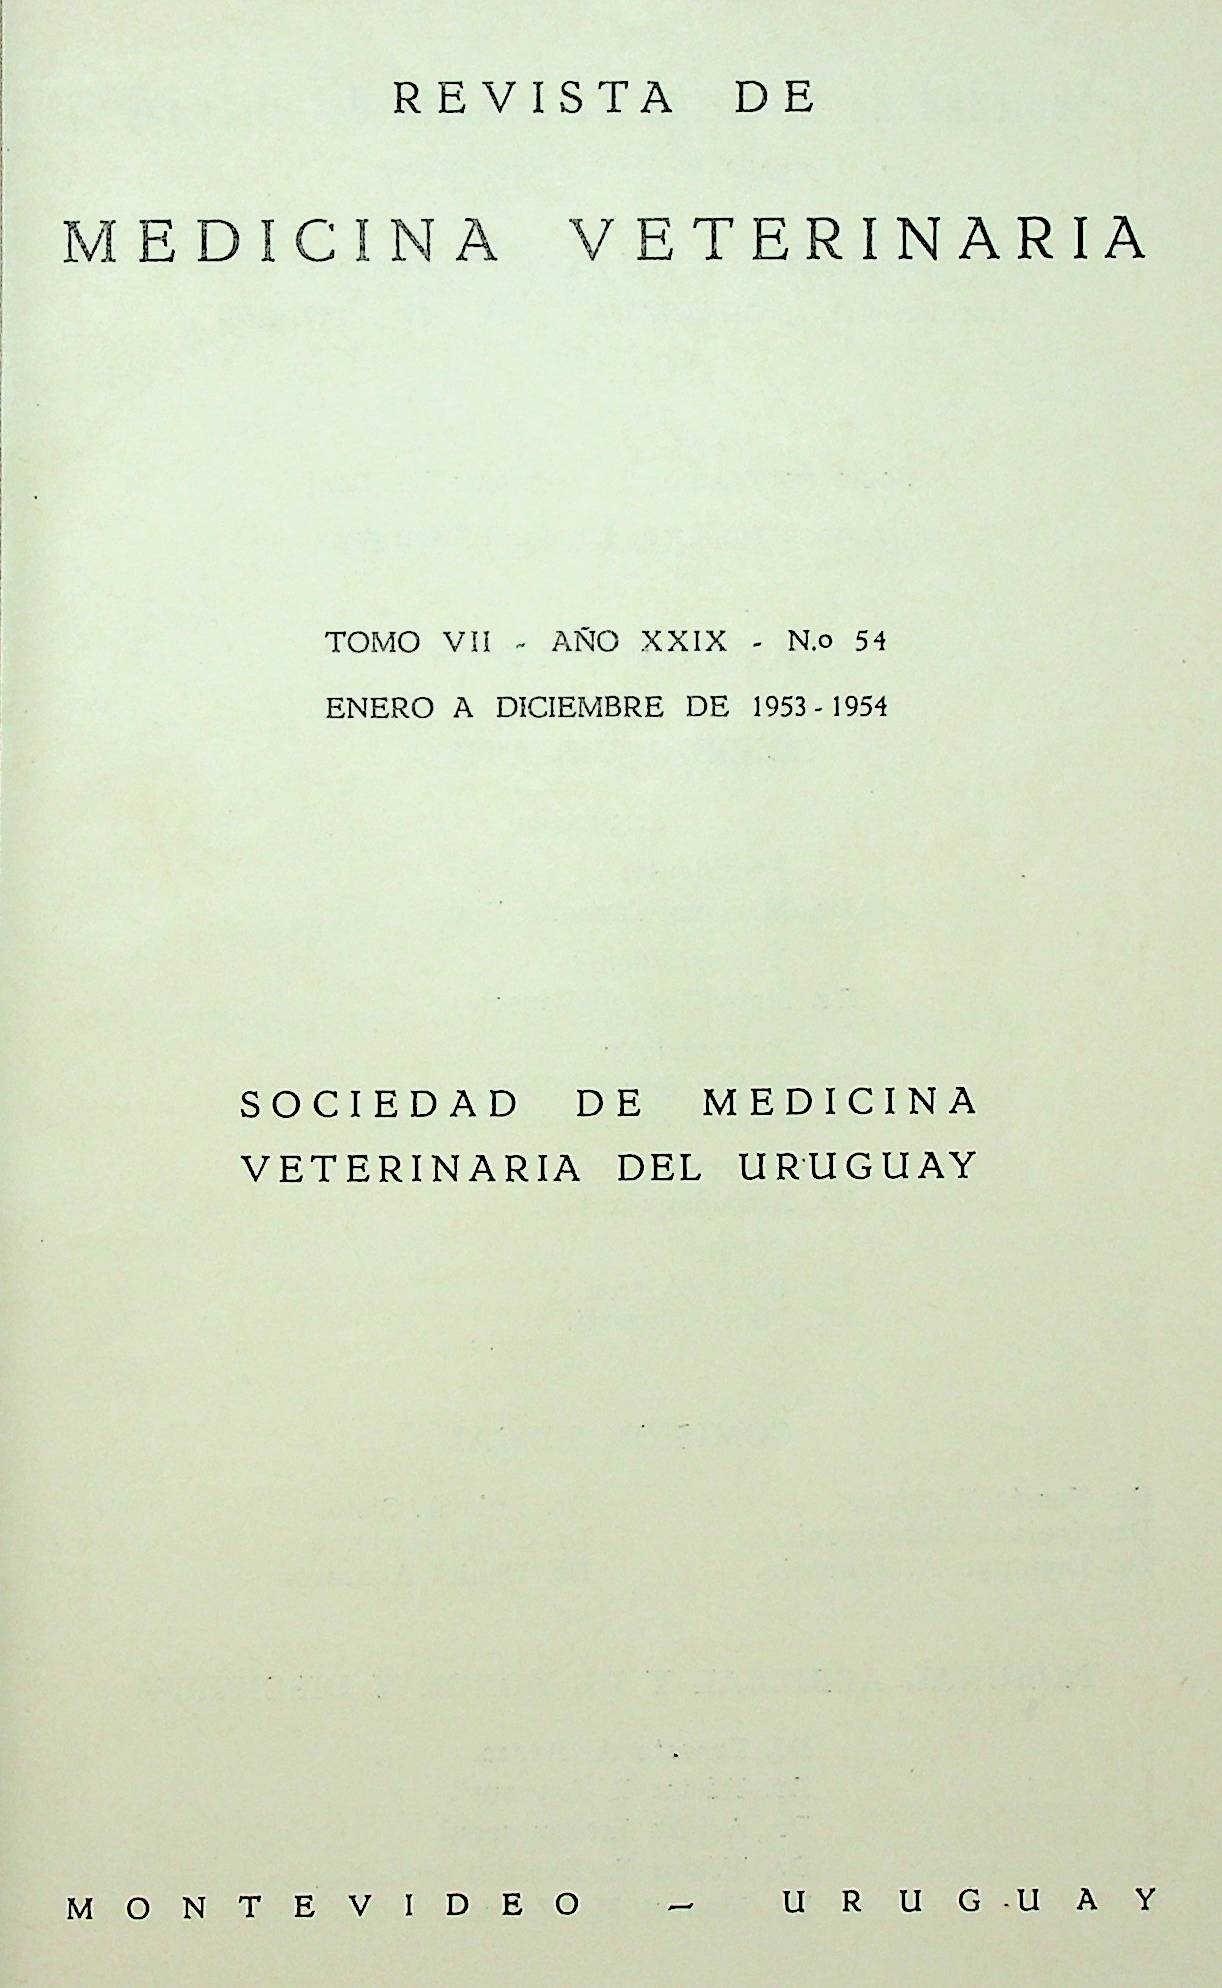 REVISTA DE
MEDICINA VETERINARIA
TOMO VII - AÑO XXIX - N.o 54
ENERO A DICIEMBRE DE 1953 - 1954
SOCIEDAD DE MEDICINA
VETERINARIA DEL URUGUAY
MONTEVIDEO — URUGUAY